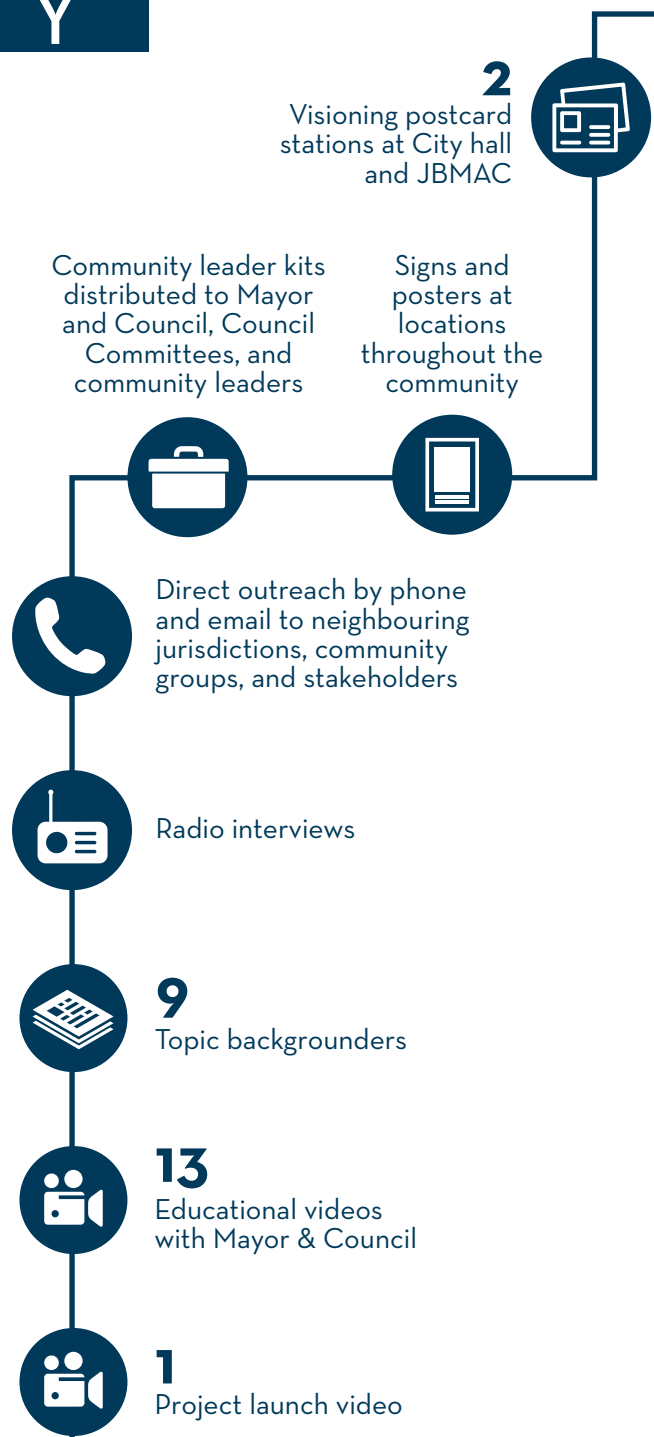 Y
2
Visioning postcard
stations at City hall
and JBMAC
Community leader kits
distributed to Mayor
and Council, Council
Committees, and
community leaders
Signs and
posters at
locations
throughout the
community
Direct outreach by phone
and email to neighbouring
jurisdictions, community
groups, and stakeholders
Radio interviews
9
Topic backgrounders
13
Educational videos
with Mayor & Council
1
Project launch video